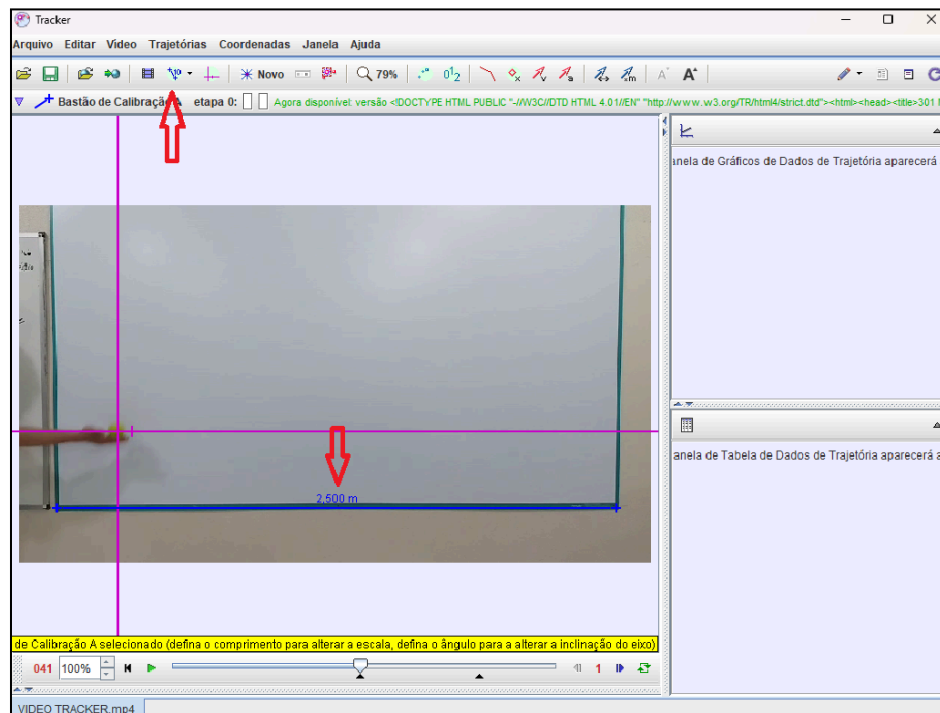 Tracker
Arquivo Editar Vídeo Trajetórias Coordenadas Janela Ajuda
Novo 79%
Bastão de Calibração A etapa 0: Agora disponível: versão <!DOCTYPE HTML PUBLIC "-//W3C//DTD HTML 4.01//EN" "http://www.w3.org/TR/html4/strict.dtd"><html><head><title>301
anela de Gráficos de Dados de Trajetória aparecerá
2,500 m
anela de Tabela de Dados de Trajetória aparecerá a
de Calibração A selecionado (defina o comprimento para alterar a escala, defina o ângulo para a alterar a inclinação do eixo)
041 100% 1
VIDEO TRACKER.mp4